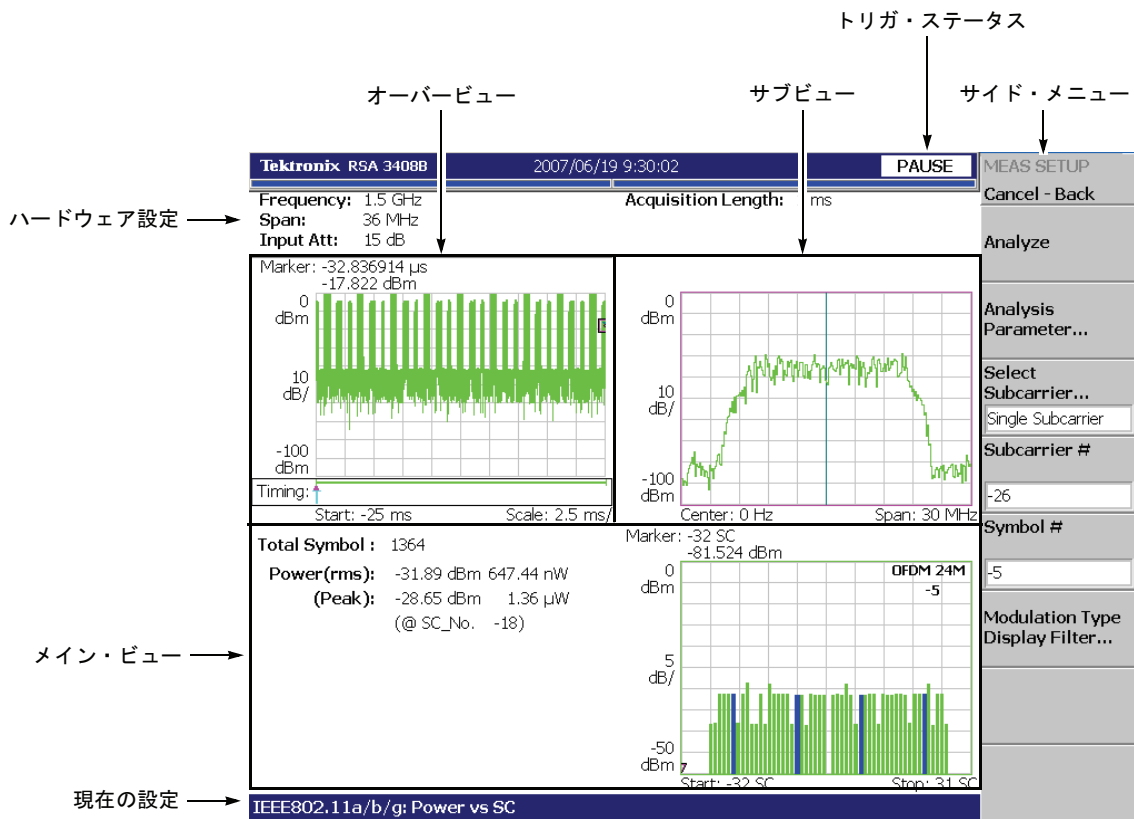 トリガ・ステータス
オーバービュー
サブビュー
サイド・メニュー
Tektronix RSA 3408B 2007/06/19 9:30:02 PAUSE
MEAS SETUP
Cancel - Back
ハードウェア設定
Frequency: 1.5 GHz
Acquisition Length: ms
Span: 36 MHz
Input Att: 15 dB
Analyze
Analysis
Parameter...
Select
Subcarrier...
Single Subcarrier
Subcarrier #
-26
Symbol #
-5
Modulation Type
Display Filter...
Marker: -32.836914 µs
-17.822 dBm
0
dBm
10
dB/
-100
dBm
Timing:
Start: -25 ms Scale: 2.5 ms/
0
dBm
10
dB/
-100
dBm
Center: 0 Hz Span: 30 MHz
メイン・ビュー
Total Symbol : 1364
Power(rms): -31.89 dBm 647.44 nW
(Peak): -28.65 dBm 1.36 µW
(@ SC_No. -18)
Marker: -32 SC
-81.524 dBm
0
dBm
OFDM 24M
-5
5
dB/
-50
dBm
Start: -32 SC Stop: 31 SC
現在の設定
IEEE802.11a/b/g: Power vs SC